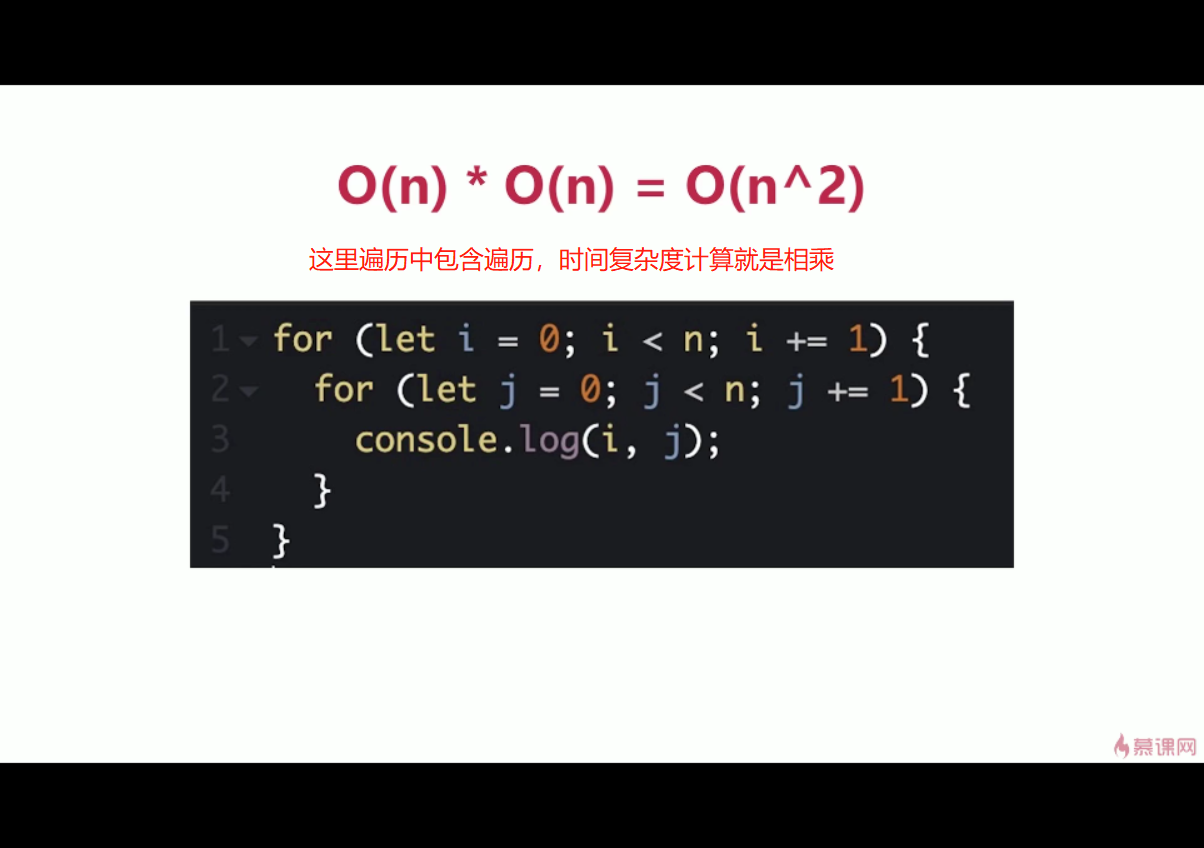 O(n) * O(n) = O(n^2)
这里遍历中包含遍历，时间复杂度计算就是相乘
1 for (let i = 0; i < n; i += 1) {
2 for (let j = 0; j < n; j += 1) {
3 console.log(i, j);
4 }
5 }
慕课网